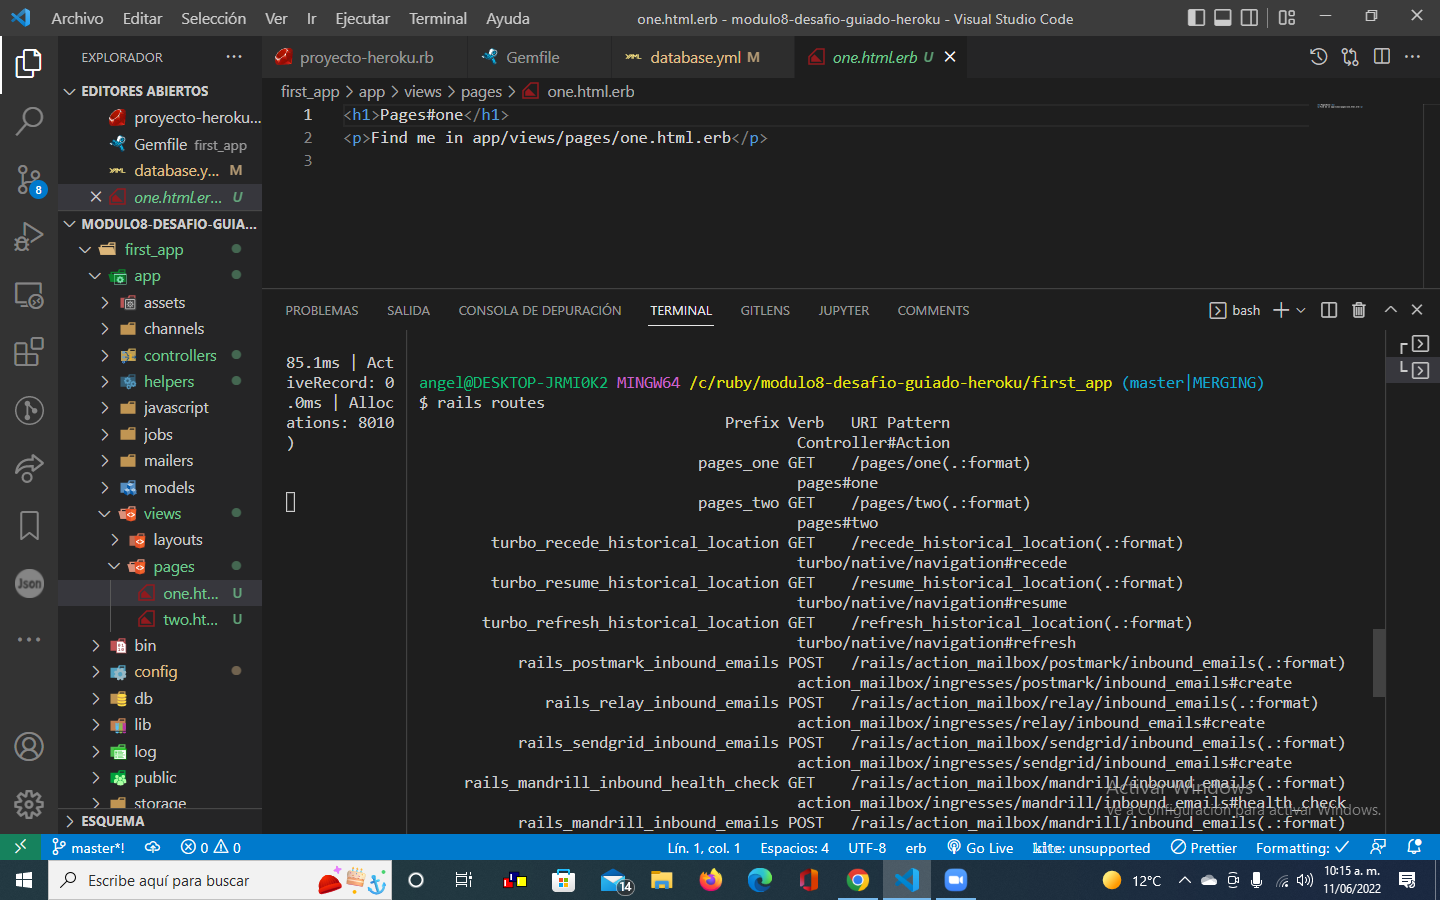 Archivo Editar Selección Ver Ir Ejecutar Terminal Ayuda
one.html.erb - modulo8-desafio-guiado-heroku - Visual Studio Code
EXPLORADOR
proyecto-heroku.rb
Gemfile
database.yml M
one.html.erb U
EDITORES ABIERTOS
proyecto-heroku...
Gemfile first_app
database.y... M
one.html.er... U
MODULO8-DESAFIO-GUIA...
first_app
app
assets
channels
controllers
helpers
javascript
jobs
mailers
models
views
layouts
pages
one.ht... U
two.ht... U
bin
config
db
lib
log
public
storage
ESQUEMA
8
Json
first_app > app > views > pages > one.html.erb
1 <h1>Pages#one</h1>
2 <p>Find me in app/views/pages/one.html.erb</p>
3
PROBLEMAS SALIDA CONSOLA DE DEPURACIÓN TERMINAL GITLENS JUPYTER COMMENTS
bash
85.1ms | Act
iveRecord: 0
.0ms | Alloc
ations: 8010
)
angel@DESKTOP-JRMI0K2 MINGW64 /c/ruby/modulo8-desafio-guiado-heroku/first_app (master|MERGING)
$ rails routes
Prefix Verb URI Pattern
Controller#Action
pages_one GET /pages/one(.:format)
pages#one
pages_two GET /pages/two(.:format)
pages#two
turbo_recede_historical_location GET /recede_historical_location(.:format)
turbo/native/navigation#recede
turbo_resume_historical_location GET /resume_historical_location(.:format)
turbo/native/navigation#resume
turbo_refresh_historical_location GET /refresh_historical_location(.:format)
turbo/native/navigation#refresh
rails_postmark_inbound_emails POST /rails/action_mailbox/postmark/inbound_emails(.:format)
action_mailbox/ingresses/postmark/inbound_emails#create
rails_relay_inbound_emails POST /rails/action_mailbox/relay/inbound_emails(.:format)
action_mailbox/ingresses/relay/inbound_emails#create
rails_sendgrid_inbound_emails POST /rails/action_mailbox/sendgrid/inbound_emails(.:format)
action_mailbox/ingresses/sendgrid/inbound_emails#create
rails_mandrill_inbound_health_check GET /rails/action_mailbox/mandrill/inbound_emails(.:format)
action_mailbox/ingresses/mandrill/inbound_emails#health_check
rails_mandrill_inbound_emails POST /rails/action_mailbox/mandrill/inbound_emails(.:format)
Activar Windows
Ve a Configuración para activar Windows.
master*! 0 0
Lín. 1, col. 1 Espacios: 4 UTF-8 erb Go Live kite: unsupported Prettier Formatting:
Escribe aquí para buscar
14
12°C
10:15 a. m.
11/06/2022